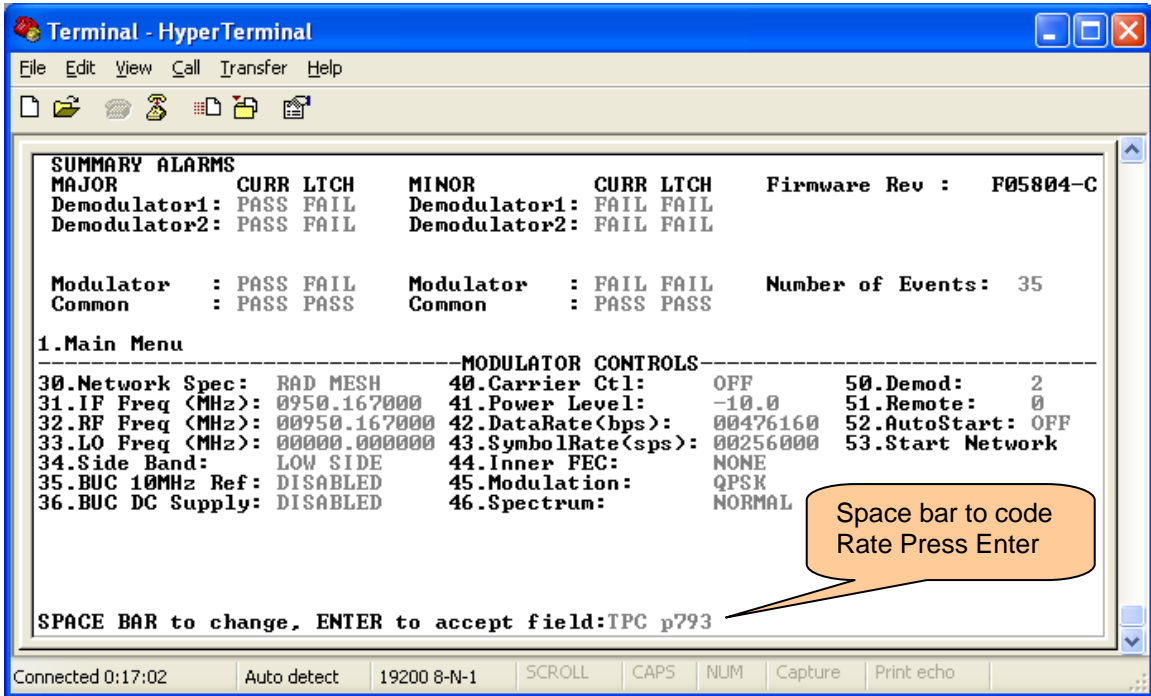 Terminal - HyperTerminal
File Edit View Call Transfer Help
SUMMARY ALARMS
MAJOR CURR LTCH MINOR CURR LTCH Firmware Rev : F05804-C
Demodulator1: PASS FAIL Demodulator1: FAIL FAIL
Demodulator2: PASS FAIL Demodulator2: FAIL FAIL
Modulator : PASS FAIL Modulator : FAIL FAIL Number of Events: 35
Common : PASS PASS Common : PASS PASS
1.Main Menu
MODULATOR CONTROLS
30.Network Spec: RAD MESH 40.Carrier Ctl: OFF 50.Demod: 2
31.IF Freq (MHz): 0950.167000 41.Power Level: -10.0 51.Remote: 0
32.RF Freq (MHz): 00950.167000 42.DataRate(bps): 00476160 52.AutoStart: OFF
33.LO Freq (MHz): 00000.000000 43.SymbolRate(sps): 00256000 53.Start Network
34.Side Band: LOW SIDE 44.Inner FEC: NONE
35.BUC 10MHz Ref: DISABLED 45.Modulation: QPSK
36.BUC DC Supply: DISABLED 46.Spectrum: NORMAL
Space bar to code
Rate Press Enter
SPACE BAR to change, ENTER to accept field:TPC p793
Connected 0:17:02 Auto detect 19200 8-N-1 SCROLL CAPS NUM Capture Print echo